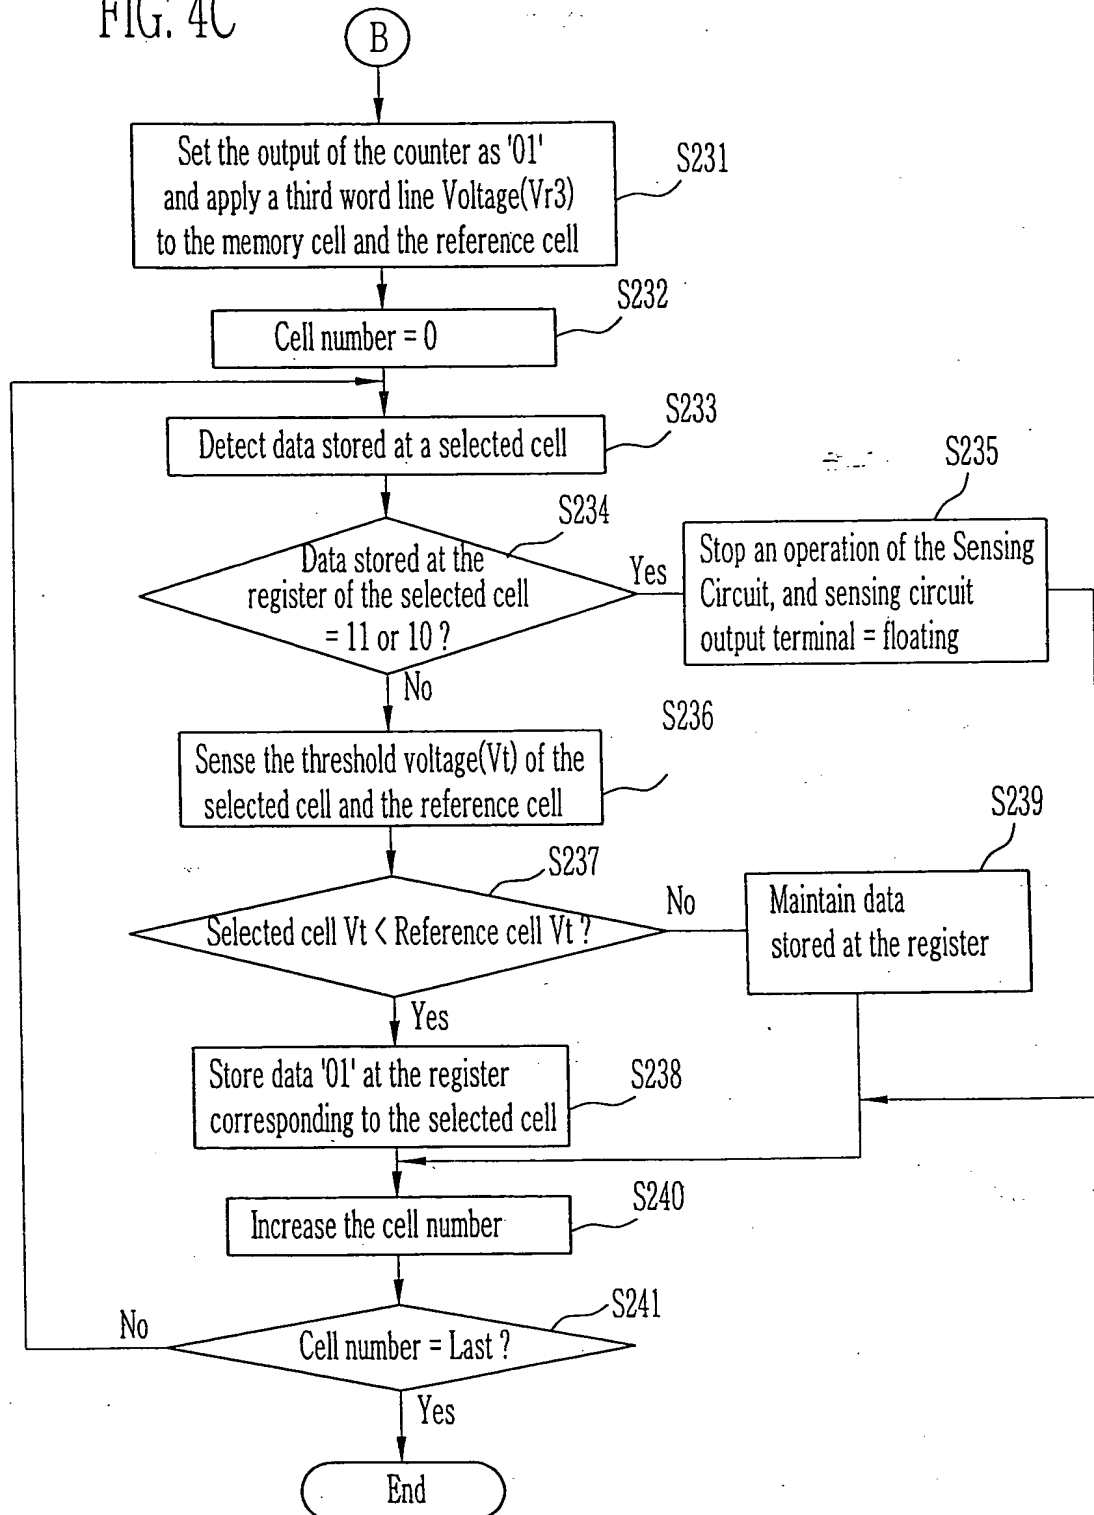 FIG. 4C
B
Set the output of the counter as '01'
and apply a third word line Voltage(Vr3)
to the memory cell and the reference cell
S231
Cell number = 0
S232
Detect data stored at a selected cell
S233
Data stored at the
register of the selected cell
= 11 or 10 ?
S234
Yes
Stop an operation of the Sensing
Circuit, and sensing circuit
output terminal = floating
S235
No
Sense the threshold voltage(Vt) of the
selected cell and the reference cell
S236
Selected cell Vt < Reference cell Vt ?
S237
No
Maintain data
stored at the register
S239
Yes
Store data '01' at the register
corresponding to the selected cell
S238
Increase the cell number
S240
Cell number = Last ?
S241
No
Yes
End